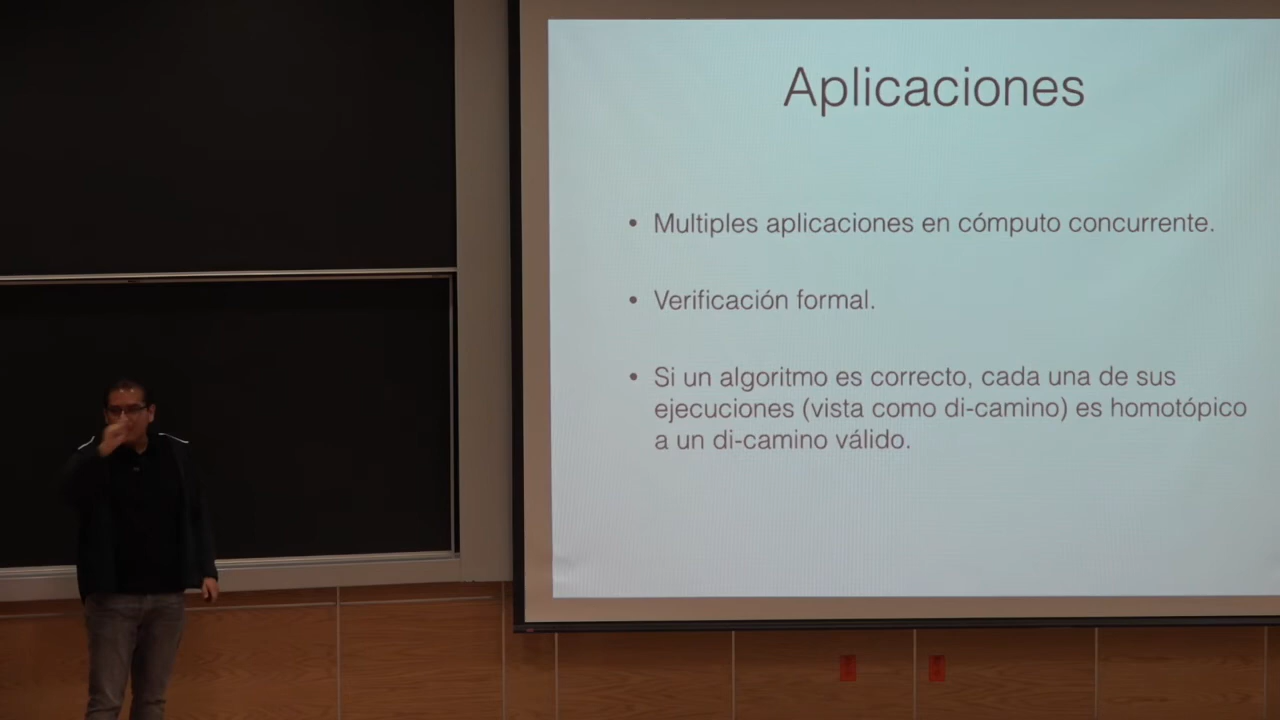 Aplicaciones
• Multiples aplicaciones en cómputo concurrente.
• Verificación formal.
• Si un algoritmo es correcto, cada una de sus
ejecuciones (vista como di-camino) es homotópico
a un di-camino válido.